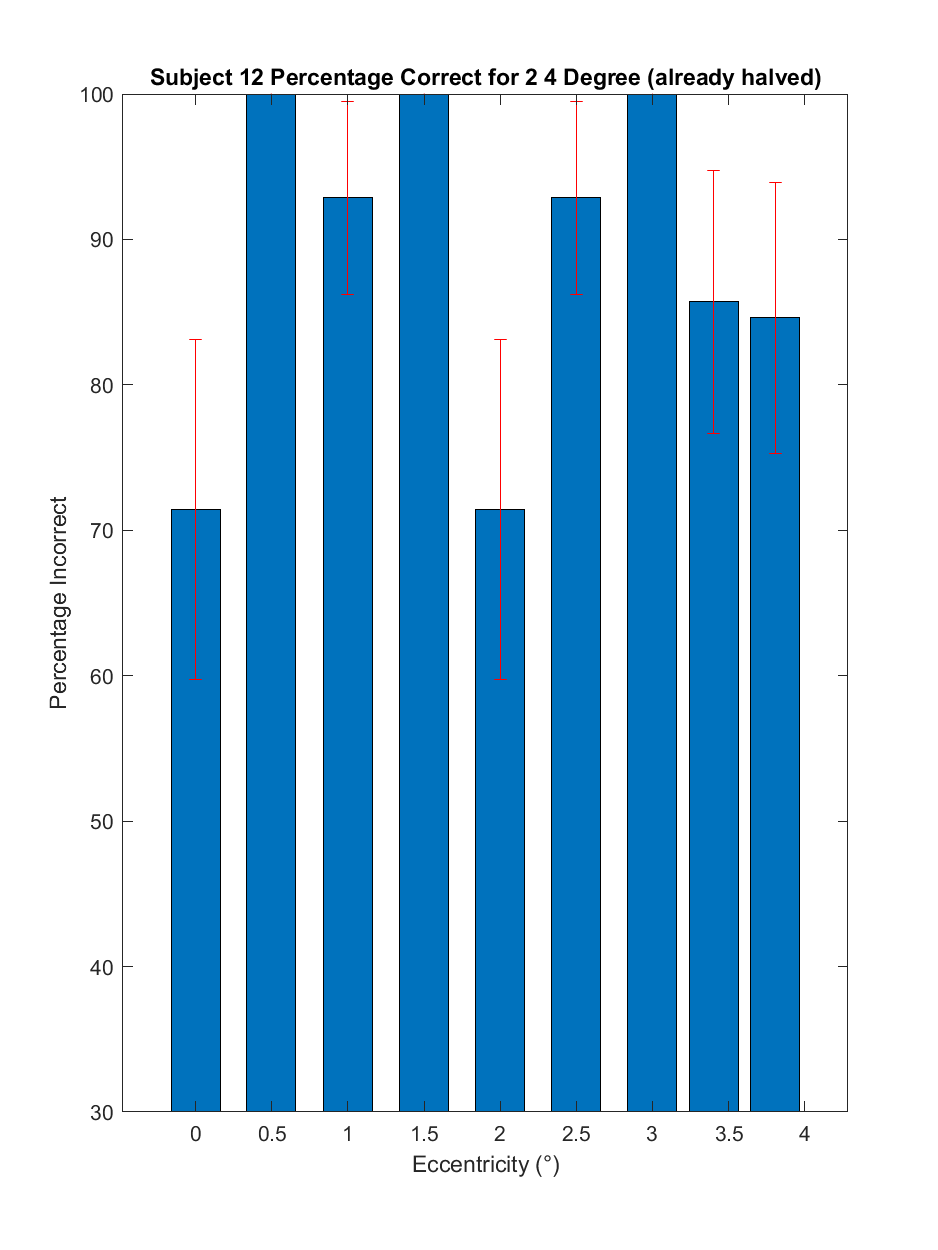 Subject 12 Percentage Correct for 2 4 Degree (already halved)
100
90
80
70
60
50
40
30
Percentage Incorrect
0 0.5 1 1.5 2 2.5 3 3.5 4
Eccentricity (°)